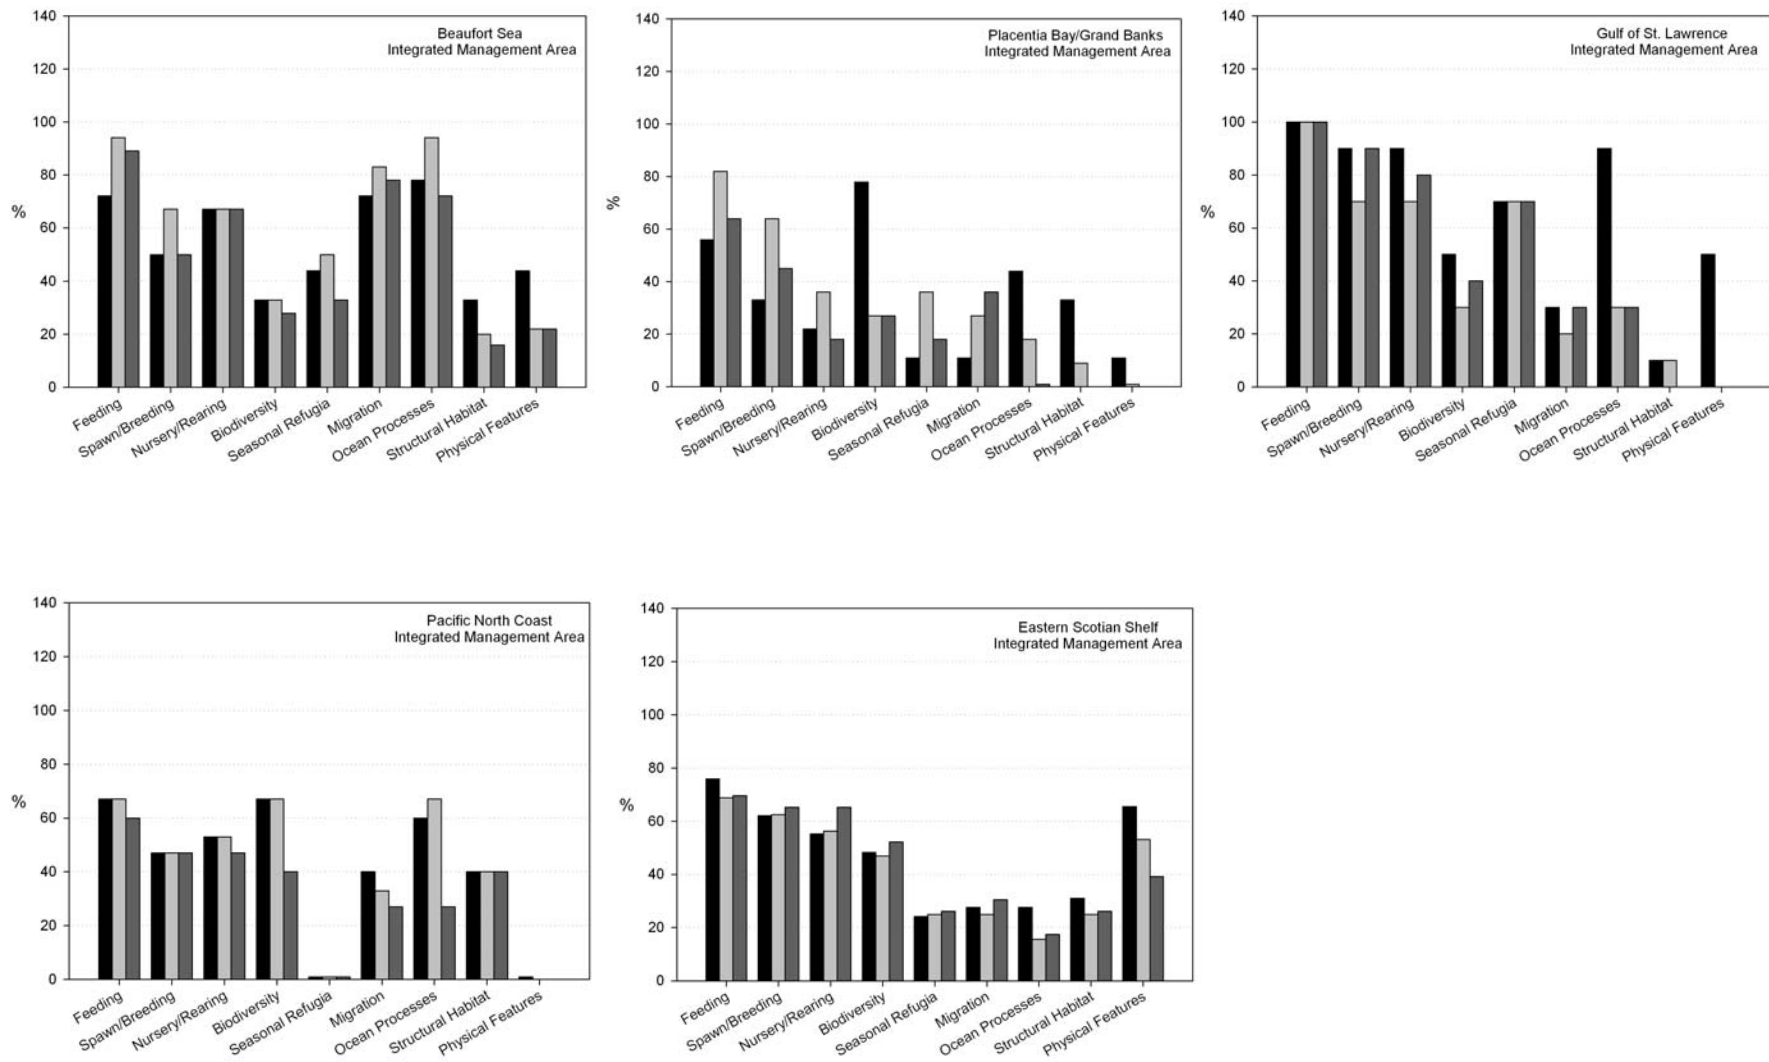 Beaufort Sea
Integrated Management Area
140
120
100
80
60
40
20
0
%
Feeding
Spawn/Breeding
Nursery/Rearing
Biodiversity
Seasonal Refugia
Migration
Ocean Processes
Structural Habitat
Physical Features
Placentia Bay/Grand Banks
Integrated Management Area
140
120
100
80
60
40
20
0
%
Feeding
Spawn/Breeding
Nursery/Rearing
Biodiversity
Seasonal Refugia
Migration
Ocean Processes
Structural Habitat
Physical Features
Gulf of St. Lawrence
Integrated Management Area
140
120
100
80
60
40
20
0
%
Feeding
Spawn/Breeding
Nursery/Rearing
Biodiversity
Seasonal Refugia
Migration
Ocean Processes
Structural Habitat
Physical Features
Pacific North Coast
Integrated Management Area
140
120
100
80
60
40
20
0
%
Feeding
Spawn/Breeding
Nursery/Rearing
Biodiversity
Seasonal Refugia
Migration
Ocean Processes
Structural Habitat
Physical Features
Eastern Scotian Shelf
Integrated Management Area
140
120
100
80
60
40
20
0
%
Feeding
Spawn/Breeding
Nursery/Rearing
Biodiversity
Seasonal Refugia
Migration
Ocean Processes
Structural Habitat
Physical Features